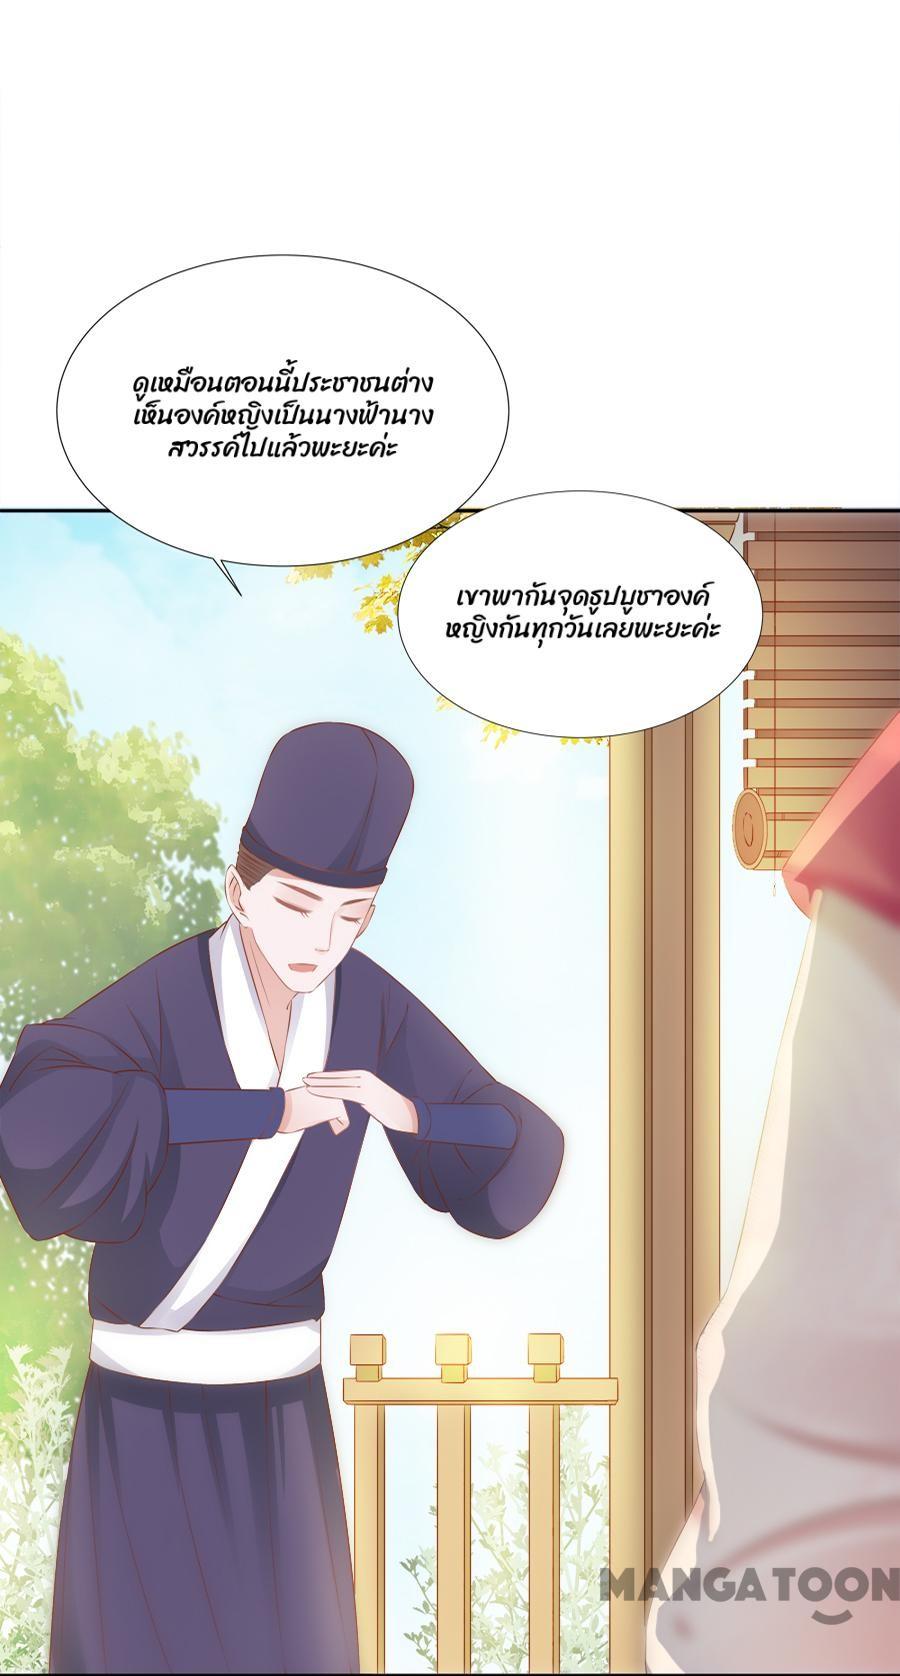 ดูเหมือนตอนนี้ประชาชนต่าง
เห็นองค์หญิงเป็นนางฟ้านาง
สวรรค์ไปแล้วพะยะค่ะ
เขาพากันจุดธูปบูชาองค์
หญิงกันทุกวันเลยพะยะค่ะ
MANGATOON